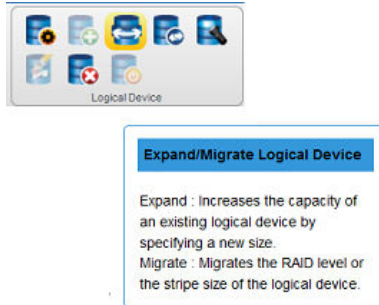 Logical Device
Expand/Migrate Logical Device
Expand : Increases the capacity of
an existing logical device by
specifying a new size.
Migrate : Migrates the RAID level or
the stripe size of the logical device.